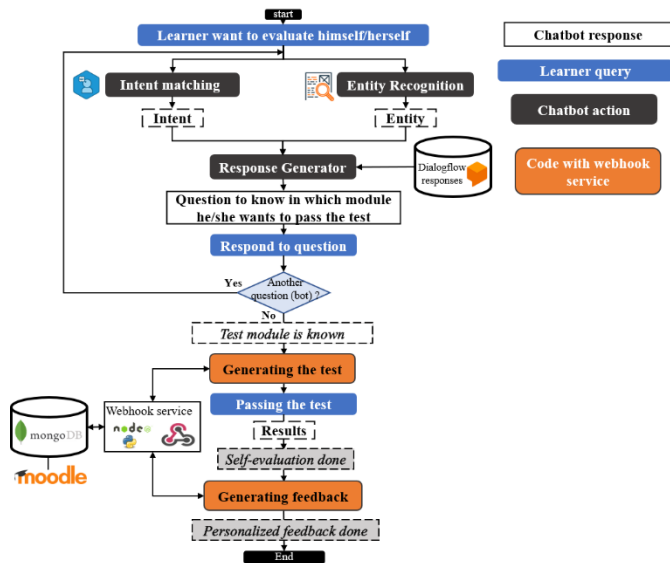 start
Learner want to evaluate himself/herself
Chatbot response
Learner query
Chatbot action
Code with webhook
service
Intent matching
Entity Recognition
Intent
Entity
Response Generator
Dialogflow
responses
Question to know in which module
he/she wants to pass the test
Respond to question
Yes
Another
question (bot) ?
No
Test module is known
Generating the test
Webhook service
node
mongoDB
moodle
Passing the test
Results
Self-evaluation done
Generating feedback
Personalized feedback done
End